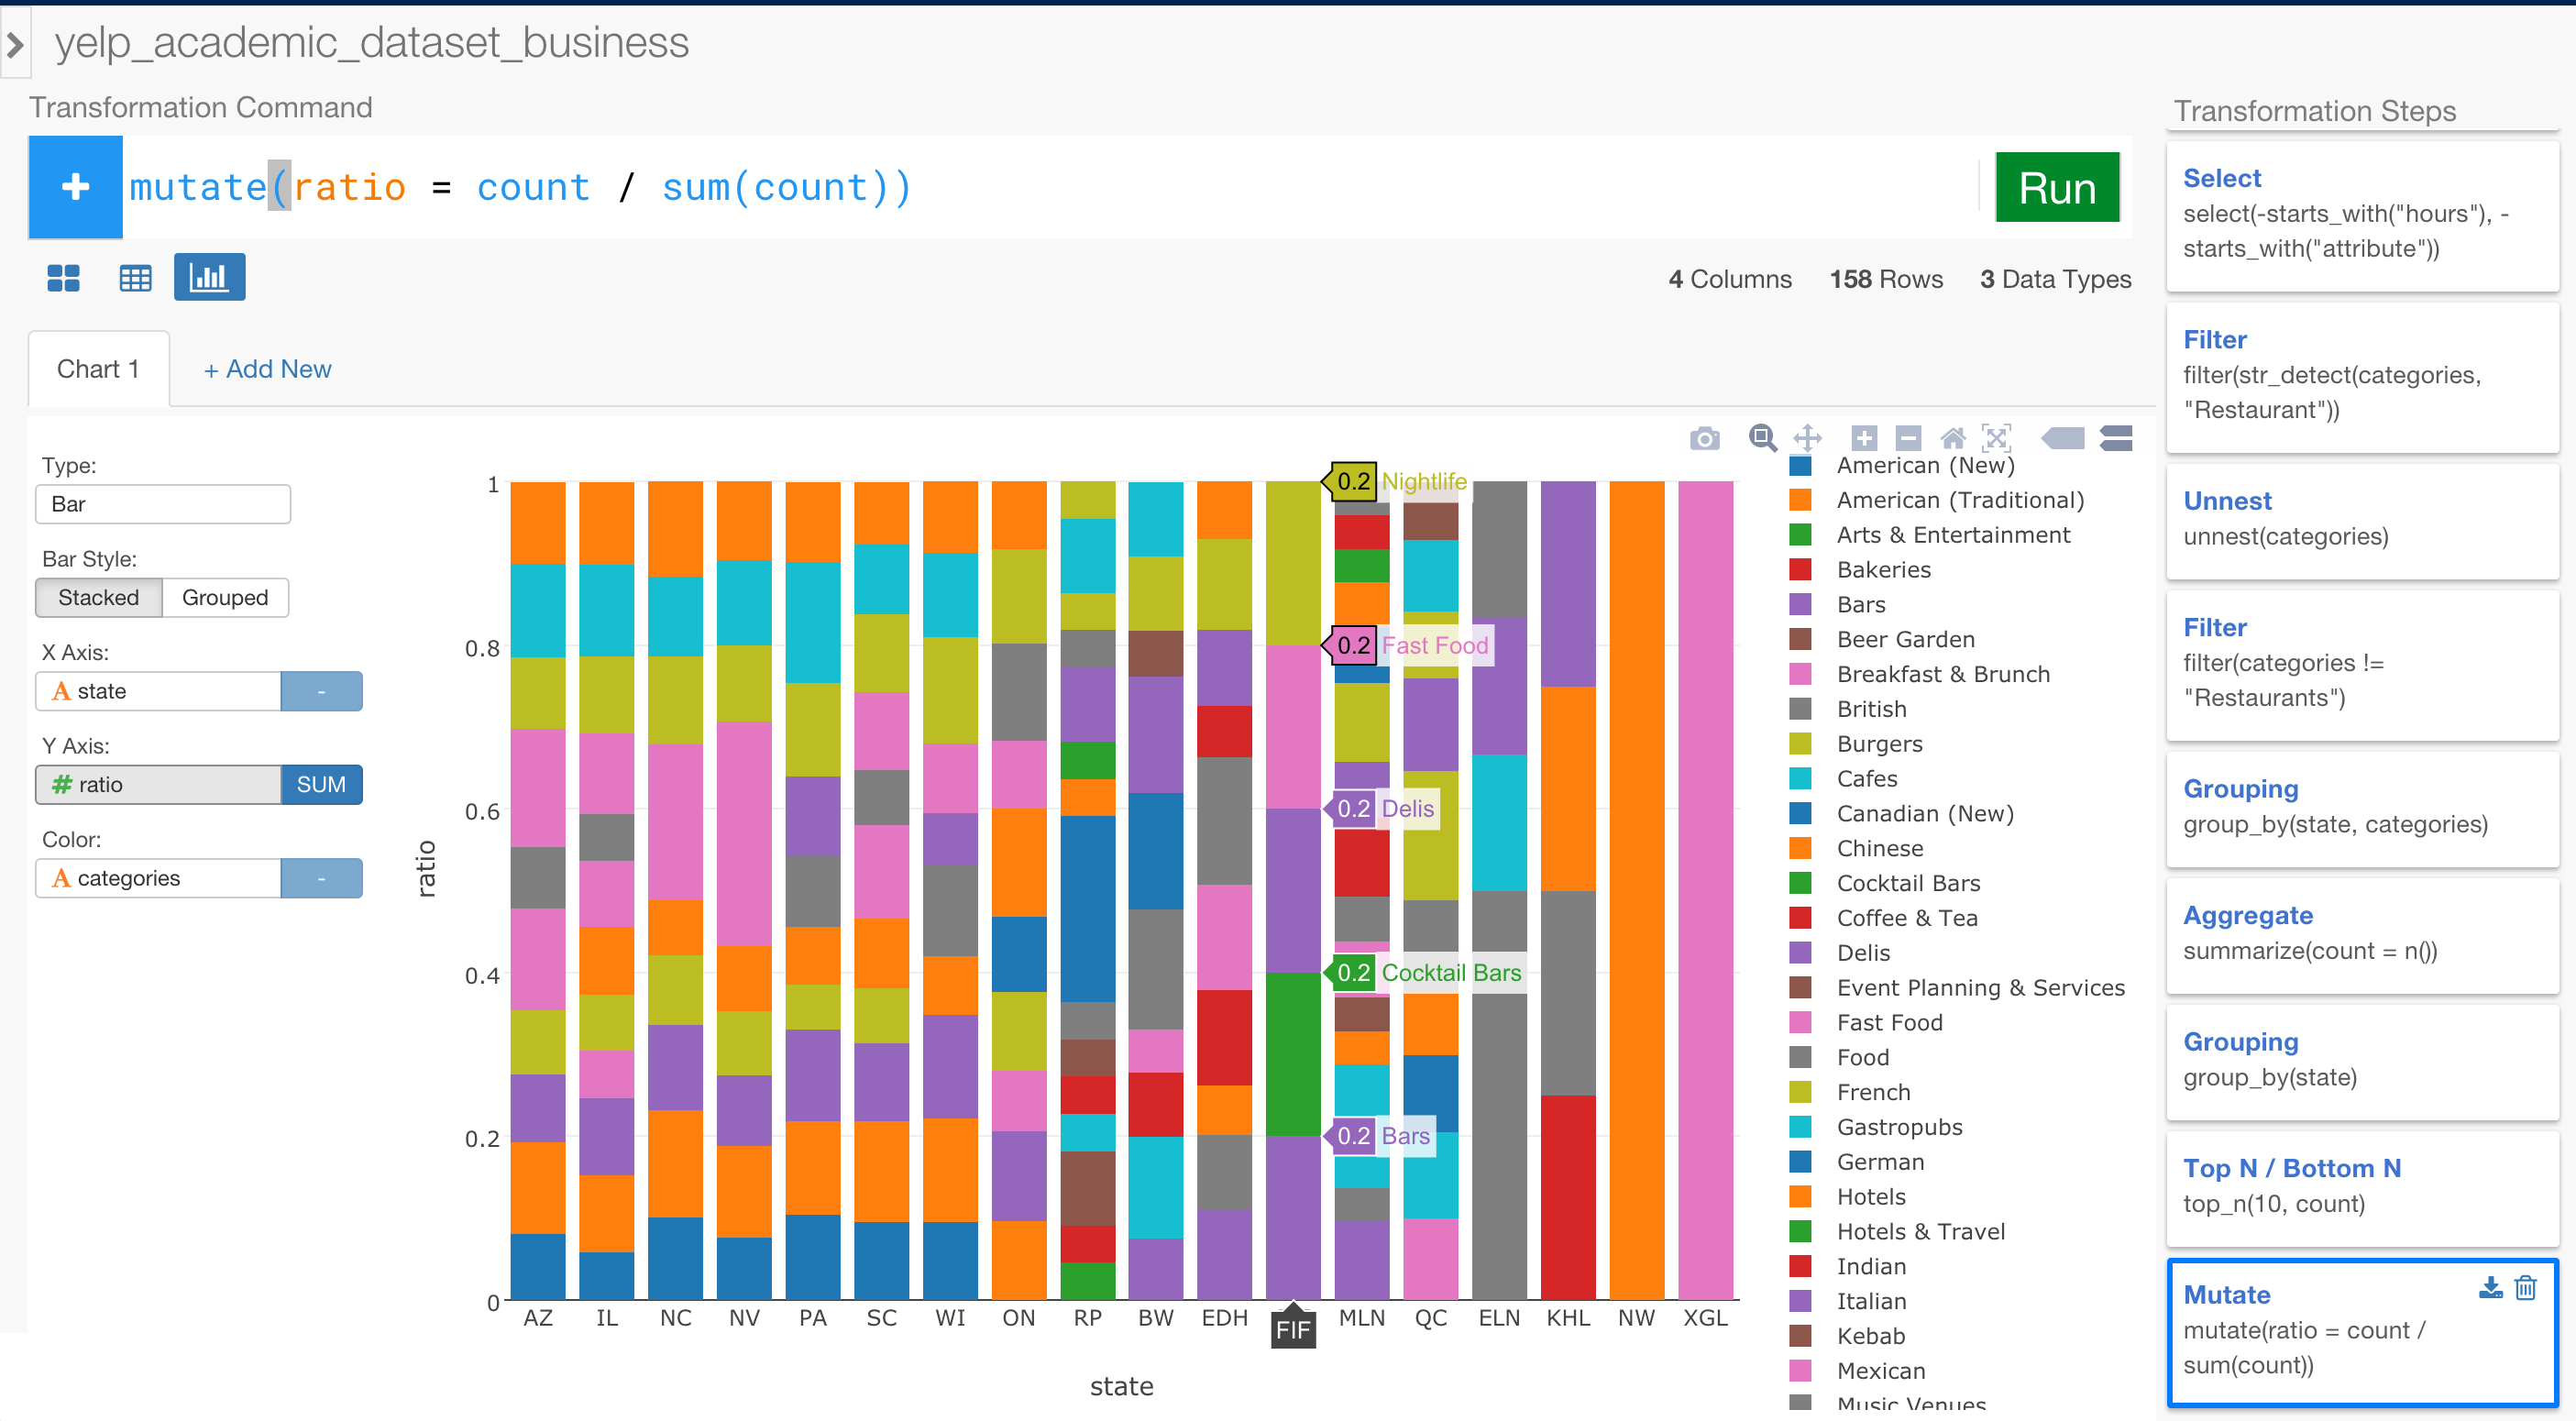 yelp_academic_dataset_business
Transformation Command
+ mutate(ratio = count / sum(count))
Run
4 Columns 158 Rows 3 Data Types
Chart 1
+ Add New
Type:
Bar
Bar Style:
Stacked Grouped
X Axis:
A state -
Y Axis:
# ratio SUM
Color:
A categories -
ratio
1
0.8
0.6
0.4
0.2
0
0.2 Nightlife
0.2 Fast Food
0.2 Delis
0.2 Cocktail Bars
0.2 Bars
AZ IL NC NV PA SC WI ON RP BW EDH FIF MLN QC ELN KHL NW XGL
state
American (New)
American (Traditional)
Arts & Entertainment
Bakeries
Bars
Beer Garden
Breakfast & Brunch
British
Burgers
Cafes
Canadian (New)
Chinese
Cocktail Bars
Coffee & Tea
Delis
Event Planning & Services
Fast Food
Food
French
Gastropubs
German
Hotels
Hotels & Travel
Indian
Italian
Kebab
Mexican
Music Venues
Transformation Steps
Select
select(-starts_with("hours"), -
starts_with("attribute"))
Filter
filter(str_detect(categories,
"Restaurant"))
Unnest
unnest(categories)
Filter
filter(categories !=
"Restaurants")
Grouping
group_by(state, categories)
Aggregate
summarize(count = n())
Grouping
group_by(state)
Top N / Bottom N
top_n(10, count)
Mutate
mutate(ratio = count /
sum(count))